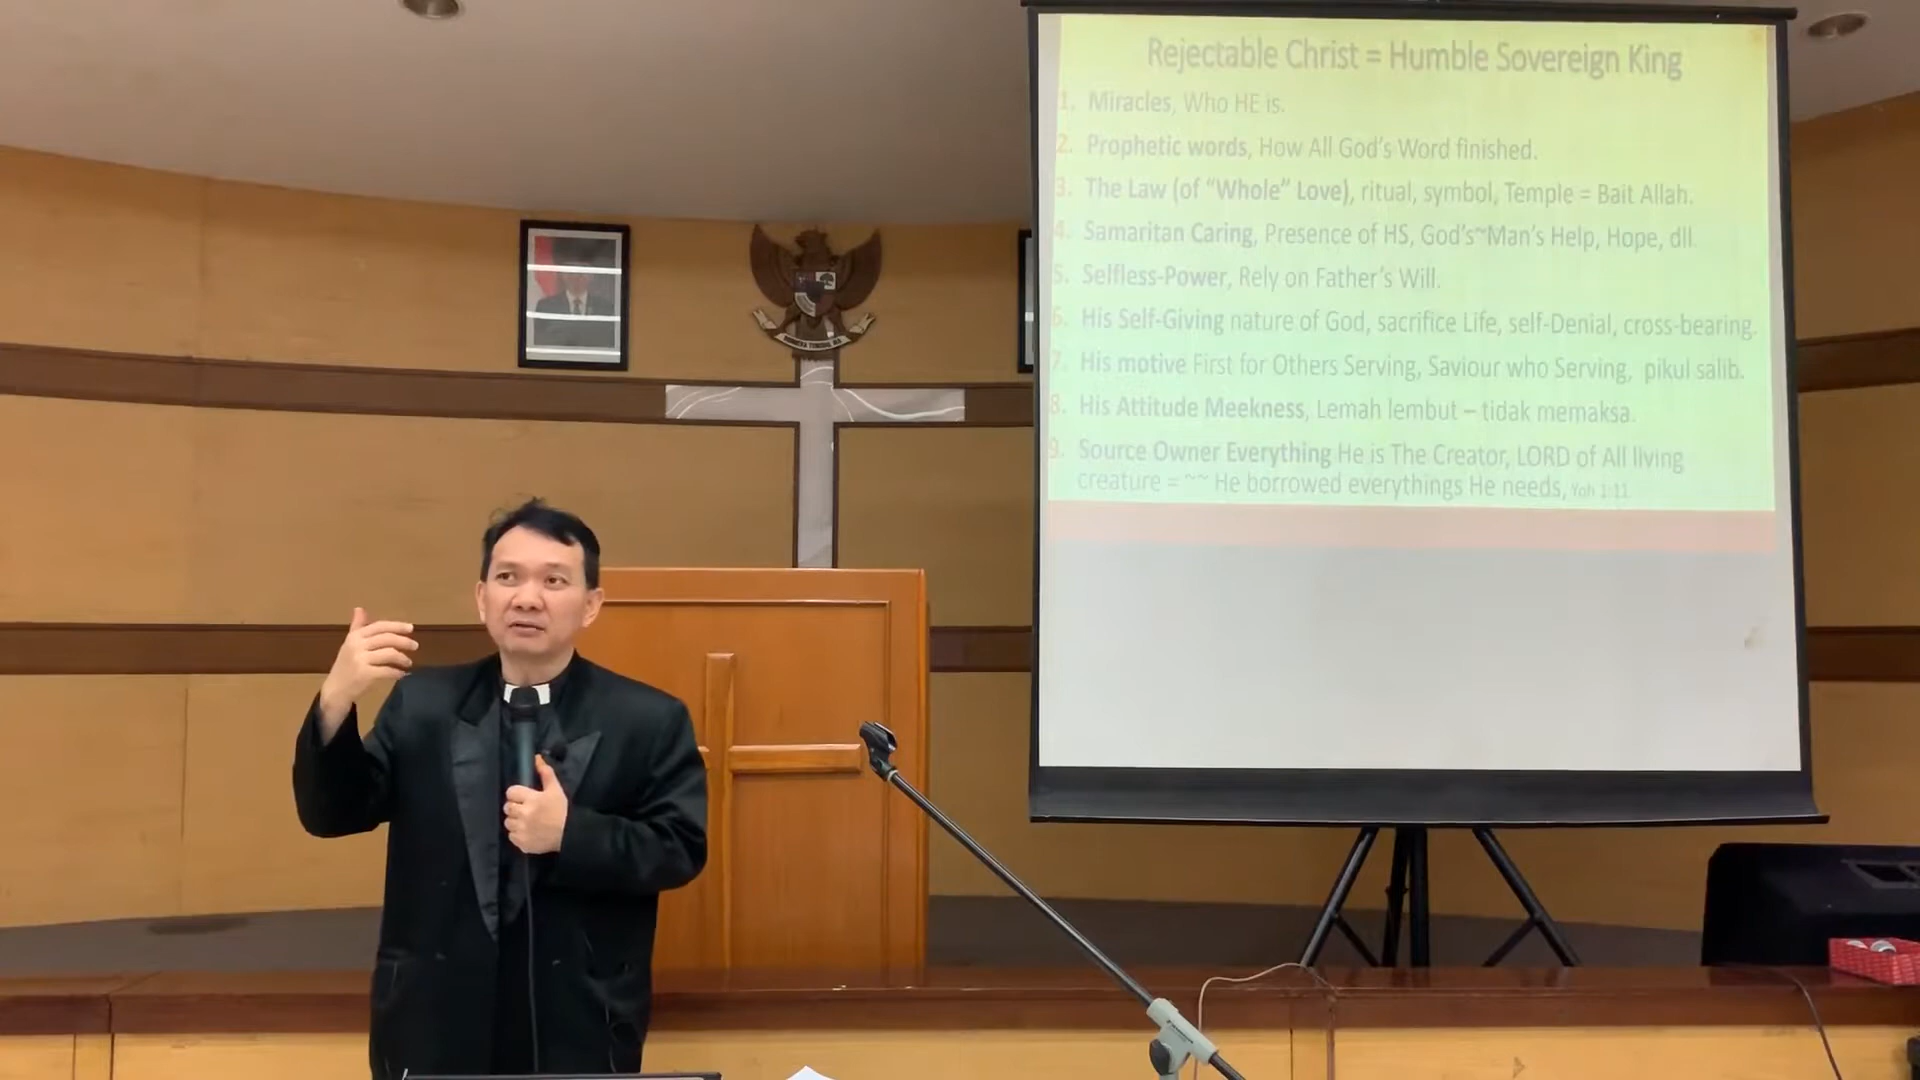 Rejectable Christ = Humble Sovereign King
1. Miracles, Who HE is.
2. Prophetic words, How All God's Word finished.
3. The Law (of "Whole" Love), ritual, symbol, Temple = Bait Allah.
4. Samaritan Caring, Presence of HS, God's~Man's Help, Hope, dll.
5. Selfless-Power, Rely on Father's Will.
6. His Self-Giving nature of God, sacrifice Life, self-Denial, cross-bearing.
7. His motive First for Others Serving, Saviour who Serving, pikul salib.
8. His Attitude Meekness, Lemah lembut – tidak memaksa.
9. Source Owner Everything He is The Creator, LORD of All living
creature = ~~ He borrowed everythings He needs, Yoh 1:11